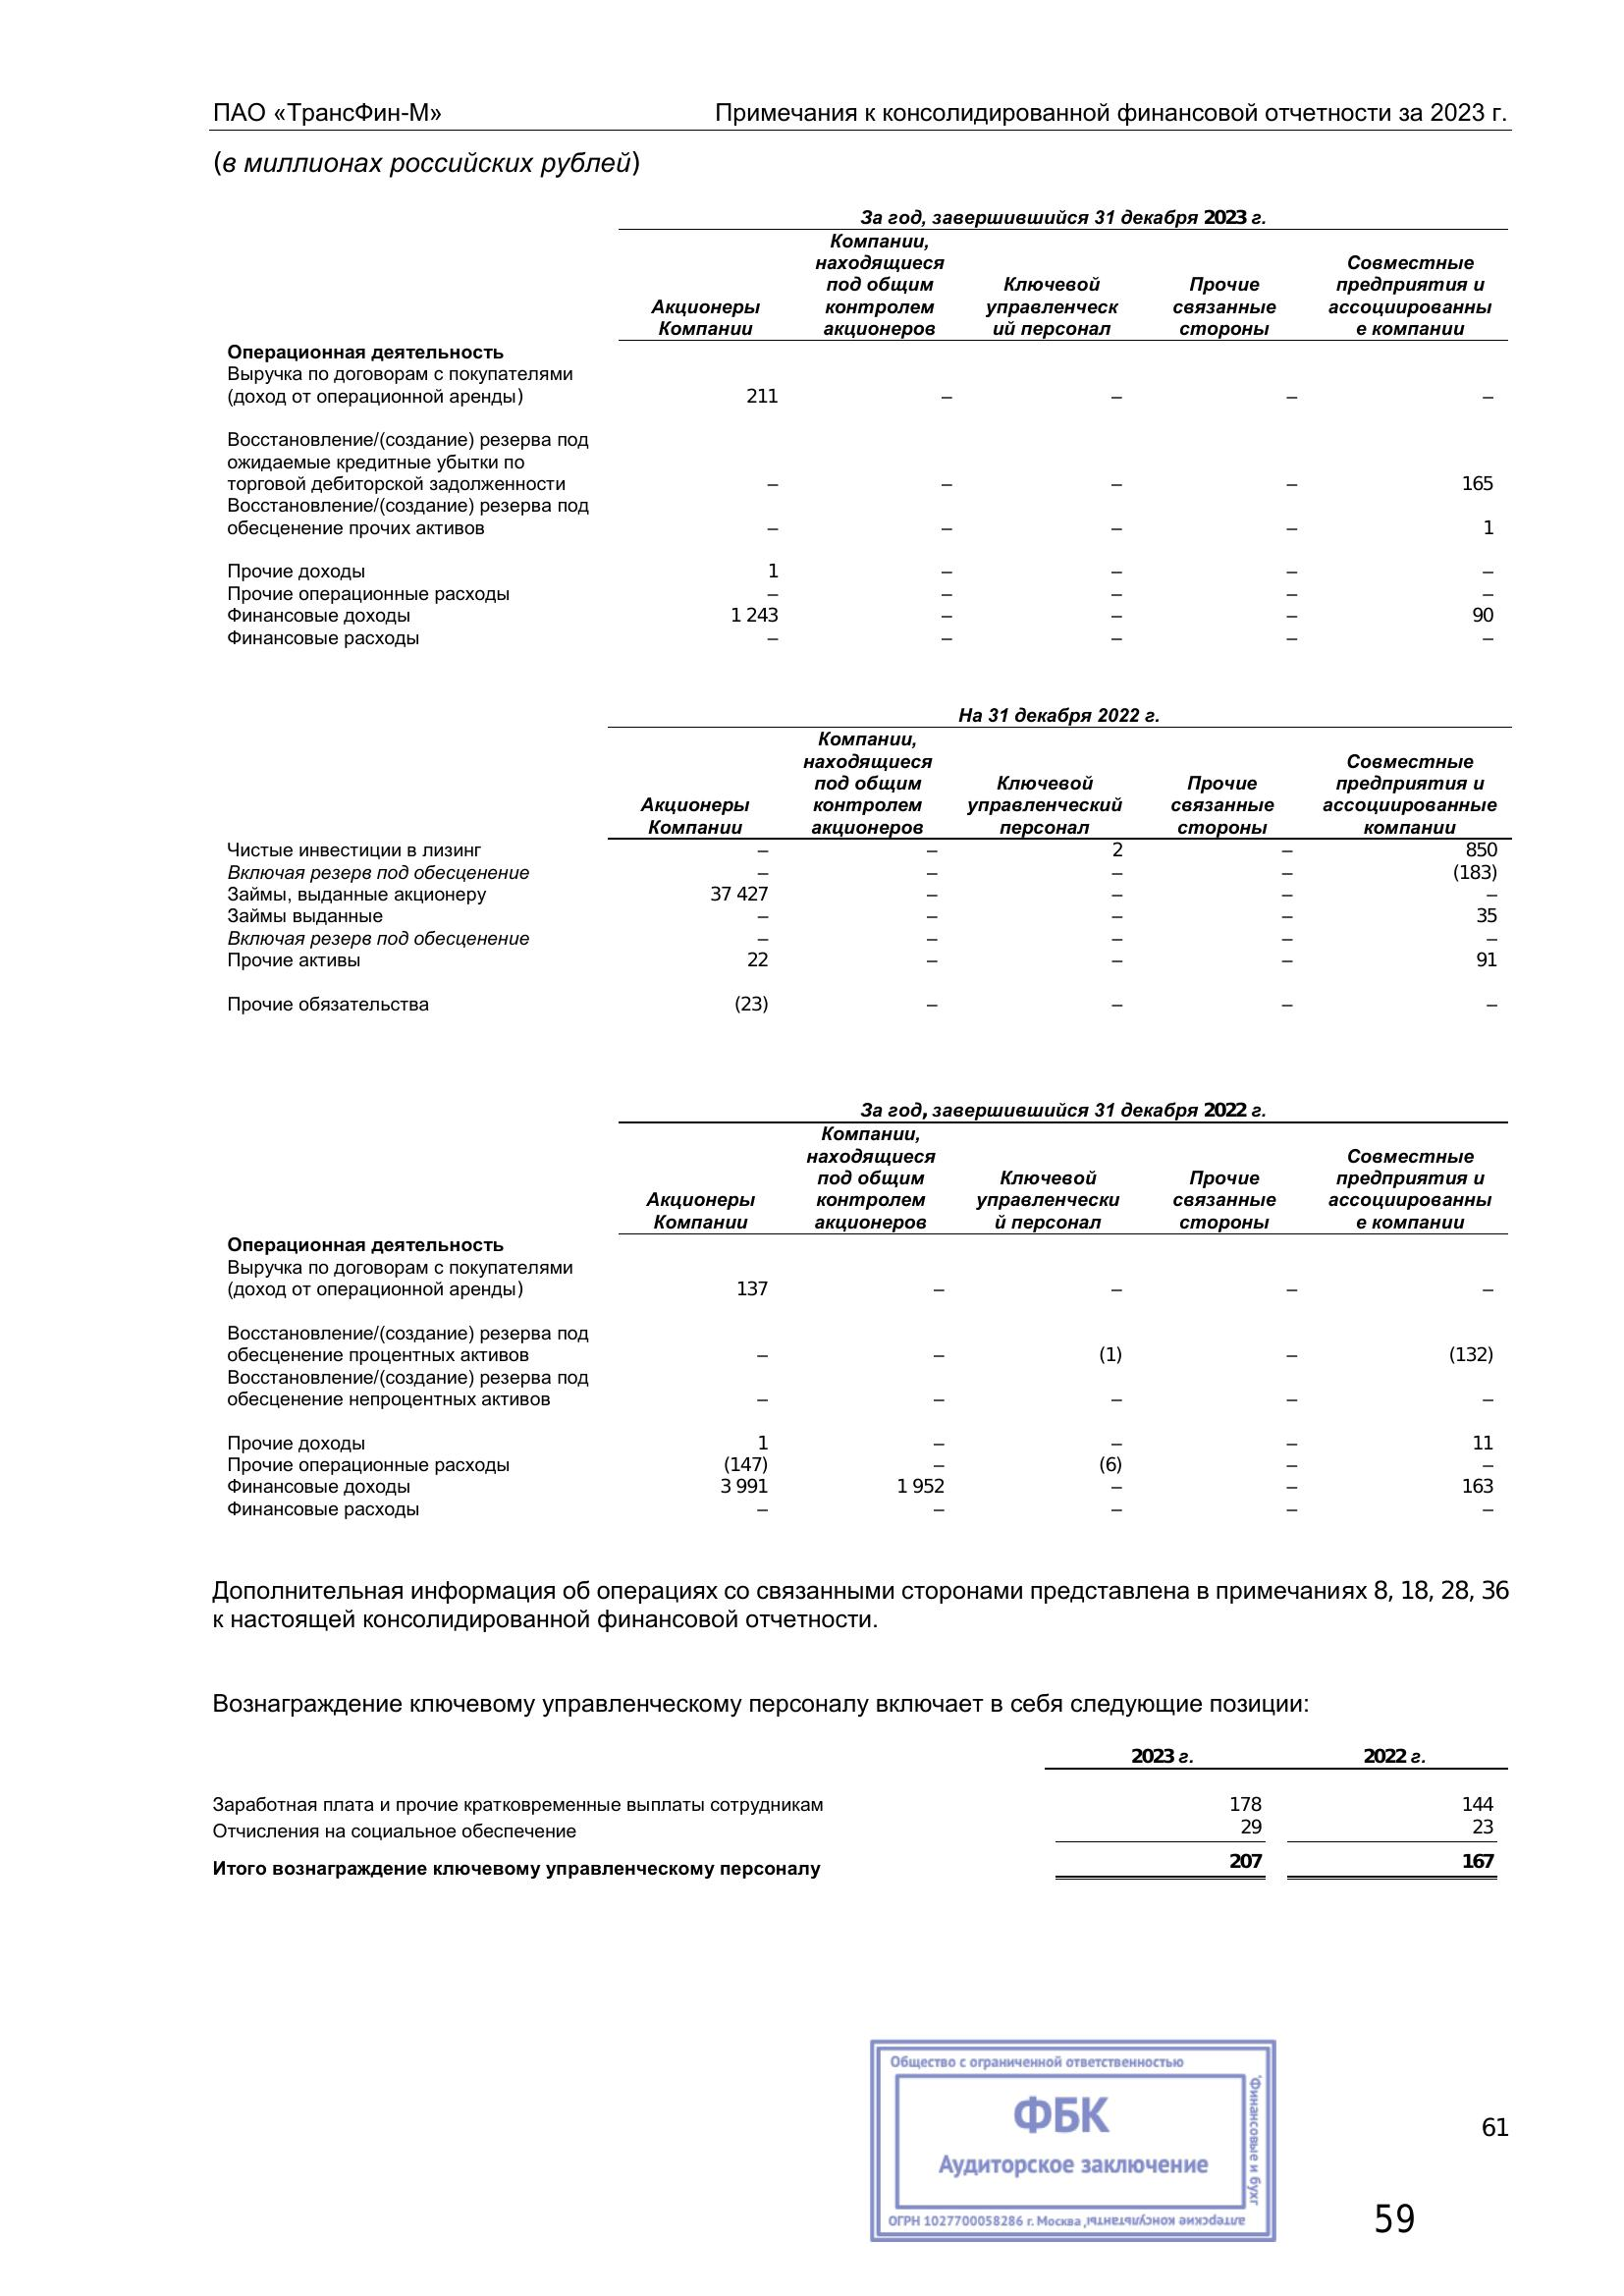 ПАО «ТрансФин-М» Примечания к консолидированной финансовой отчетности за 2023 г.
(в миллионах российских рублей)
За год, завершившийся 31 декабря 2023 г.
Компании,
находящиеся Совместные
под общим Ключевой Прочие предприятия и
Акционеры контролем управленческ связанные ассоциированны
Компании акционеров ий персонал стороны е компании
Операционная деятельность
Выручка по договорам с покупателями
(доход от операционной аренды) 211 – – – –
Восстановление/(создание) резерва под
ожидаемые кредитные убытки по
торговой дебиторской задолженности – – – – 165
Восстановление/(создание) резерва под
обесценение прочих активов – – – – 1
Прочие доходы 1 – – – –
Прочие операционные расходы – – – – –
Финансовые доходы 1 243 – – – 90
Финансовые расходы – – – – –
На 31 декабря 2022 г.
Компании,
находящиеся Совместные
под общим Ключевой Прочие предприятия и
Акционеры контролем управленческий связанные ассоциированные
Компании акционеров персонал стороны компании
Чистые инвестиции в лизинг – – 2 – 850
Включая резерв под обесценение – – – – (183)
Займы, выданные акционеру 37 427 – – – –
Займы выданные – – – – 35
Включая резерв под обесценение – – – – –
Прочие активы 22 – – – 91
Прочие обязательства (23) – – – –
За год, завершившийся 31 декабря 2022 г.
Компании,
находящиеся Совместные
под общим Ключевой Прочие предприятия и
Акционеры контролем управленчески связанные ассоциированны
Компании акционеров й персонал стороны е компании
Операционная деятельность
Выручка по договорам с покупателями
(доход от операционной аренды) 137 – – – –
Восстановление/(создание) резерва под
обесценение процентных активов – – (1) – (132)
Восстановление/(создание) резерва под
обесценение непроцентных активов – – – – –
Прочие доходы 1 – – – 11
Прочие операционные расходы (147) – (6) – –
Финансовые доходы 3 991 1 952 – – 163
Финансовые расходы – – – – –
Дополнительная информация об операциях со связанными сторонами представлена в примечаниях 8, 18, 28, 36
к настоящей консолидированной финансовой отчетности.
Вознаграждение ключевому управленческому персоналу включает в себя следующие позиции:
2023 г. 2022 г.
Заработная плата и прочие кратковременные выплаты сотрудникам 178 144
Отчисления на социальное обеспечение 29 23
Итого вознаграждение ключевому управленческому персоналу 207 167
Общество с ограниченной ответственностью
"Финансовые и бухг
алтерские консультанты"
ФБК
Аудиторское заключение
ОГРН 1027700058286 г. Москва
61
59